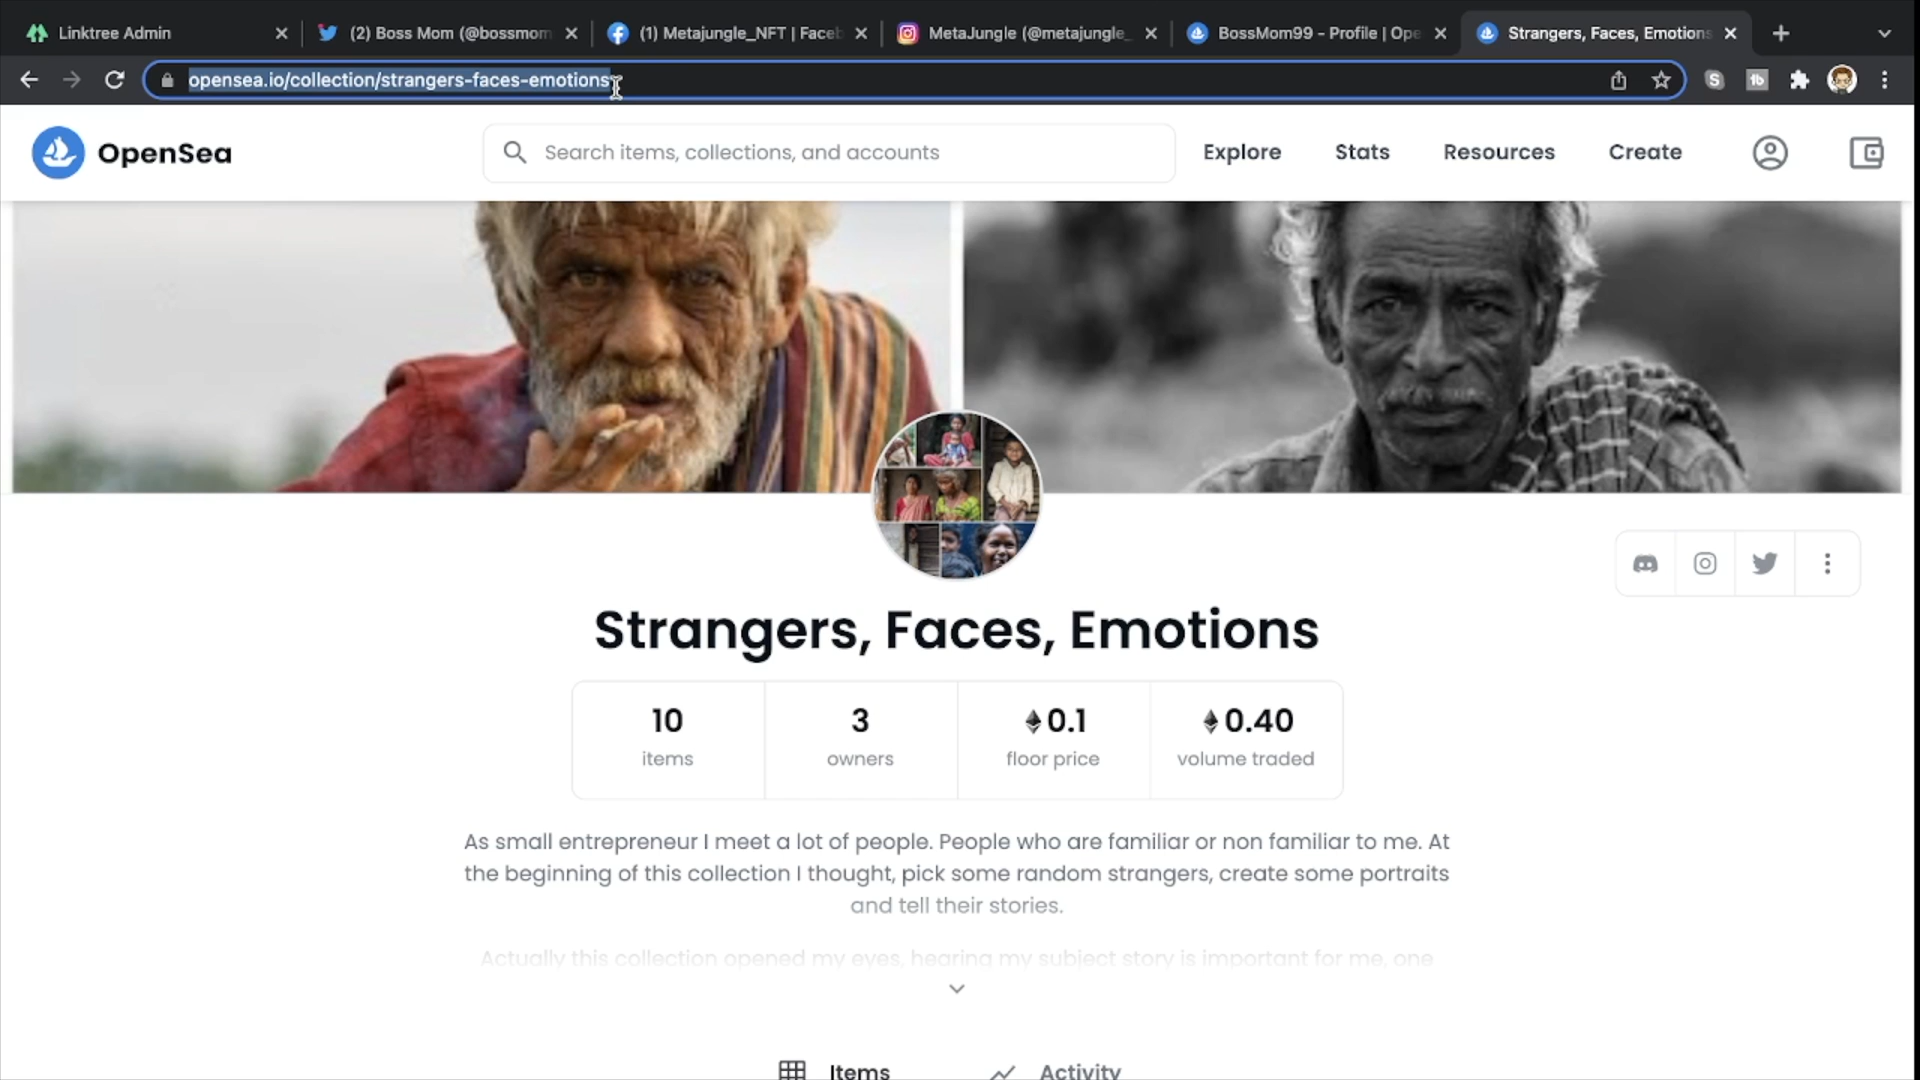 Linktree Admin
(2) Boss Mom (@bossmom
(1) Metajungle_NFT | Faceb
MetaJungle (@metajungle_
BossMom99 - Profile | Ope
Strangers, Faces, Emotions
opensea.io/collection/strangers-faces-emotions
OpenSea
Search items, collections, and accounts
Explore
Stats
Resources
Create
Strangers, Faces, Emotions
10
items
3
owners
0.1
floor price
0.40
volume traded
As small entrepreneur I meet a lot of people. People who are familiar or non familiar to me. At
the beginning of this collection I thought, pick some random strangers, create some portraits
and tell their stories.
Actually this collection opened my eyes, hearing my subject story is important for me, one
Items
Activity